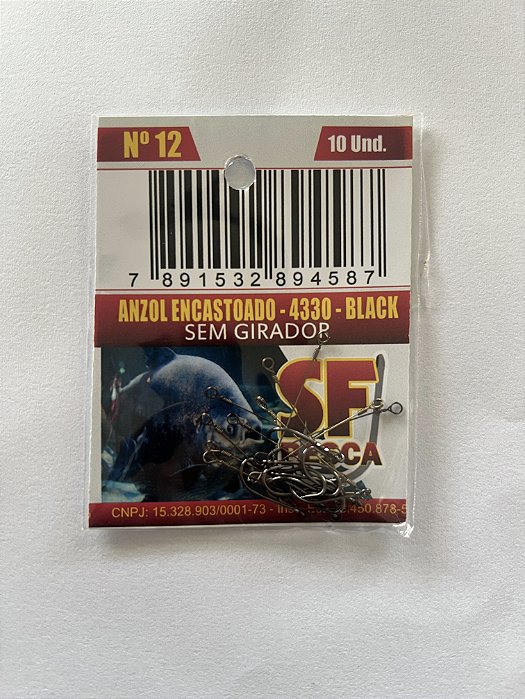 Nº 12
10 Und.
7 891532 894587
ANZOL ENCASTOADO - 4330 - BLACK
SEM GIRADOR
SF
PESCA
CNPJ: 15.328.903/0001-73 -